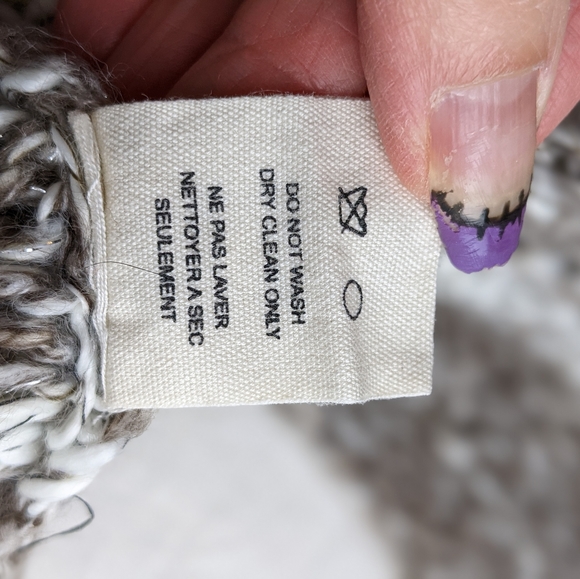 DO NOT WASH
DRY CLEAN ONLY
NE PAS LAVER
NETTOYER A SEC
SEULEMENT